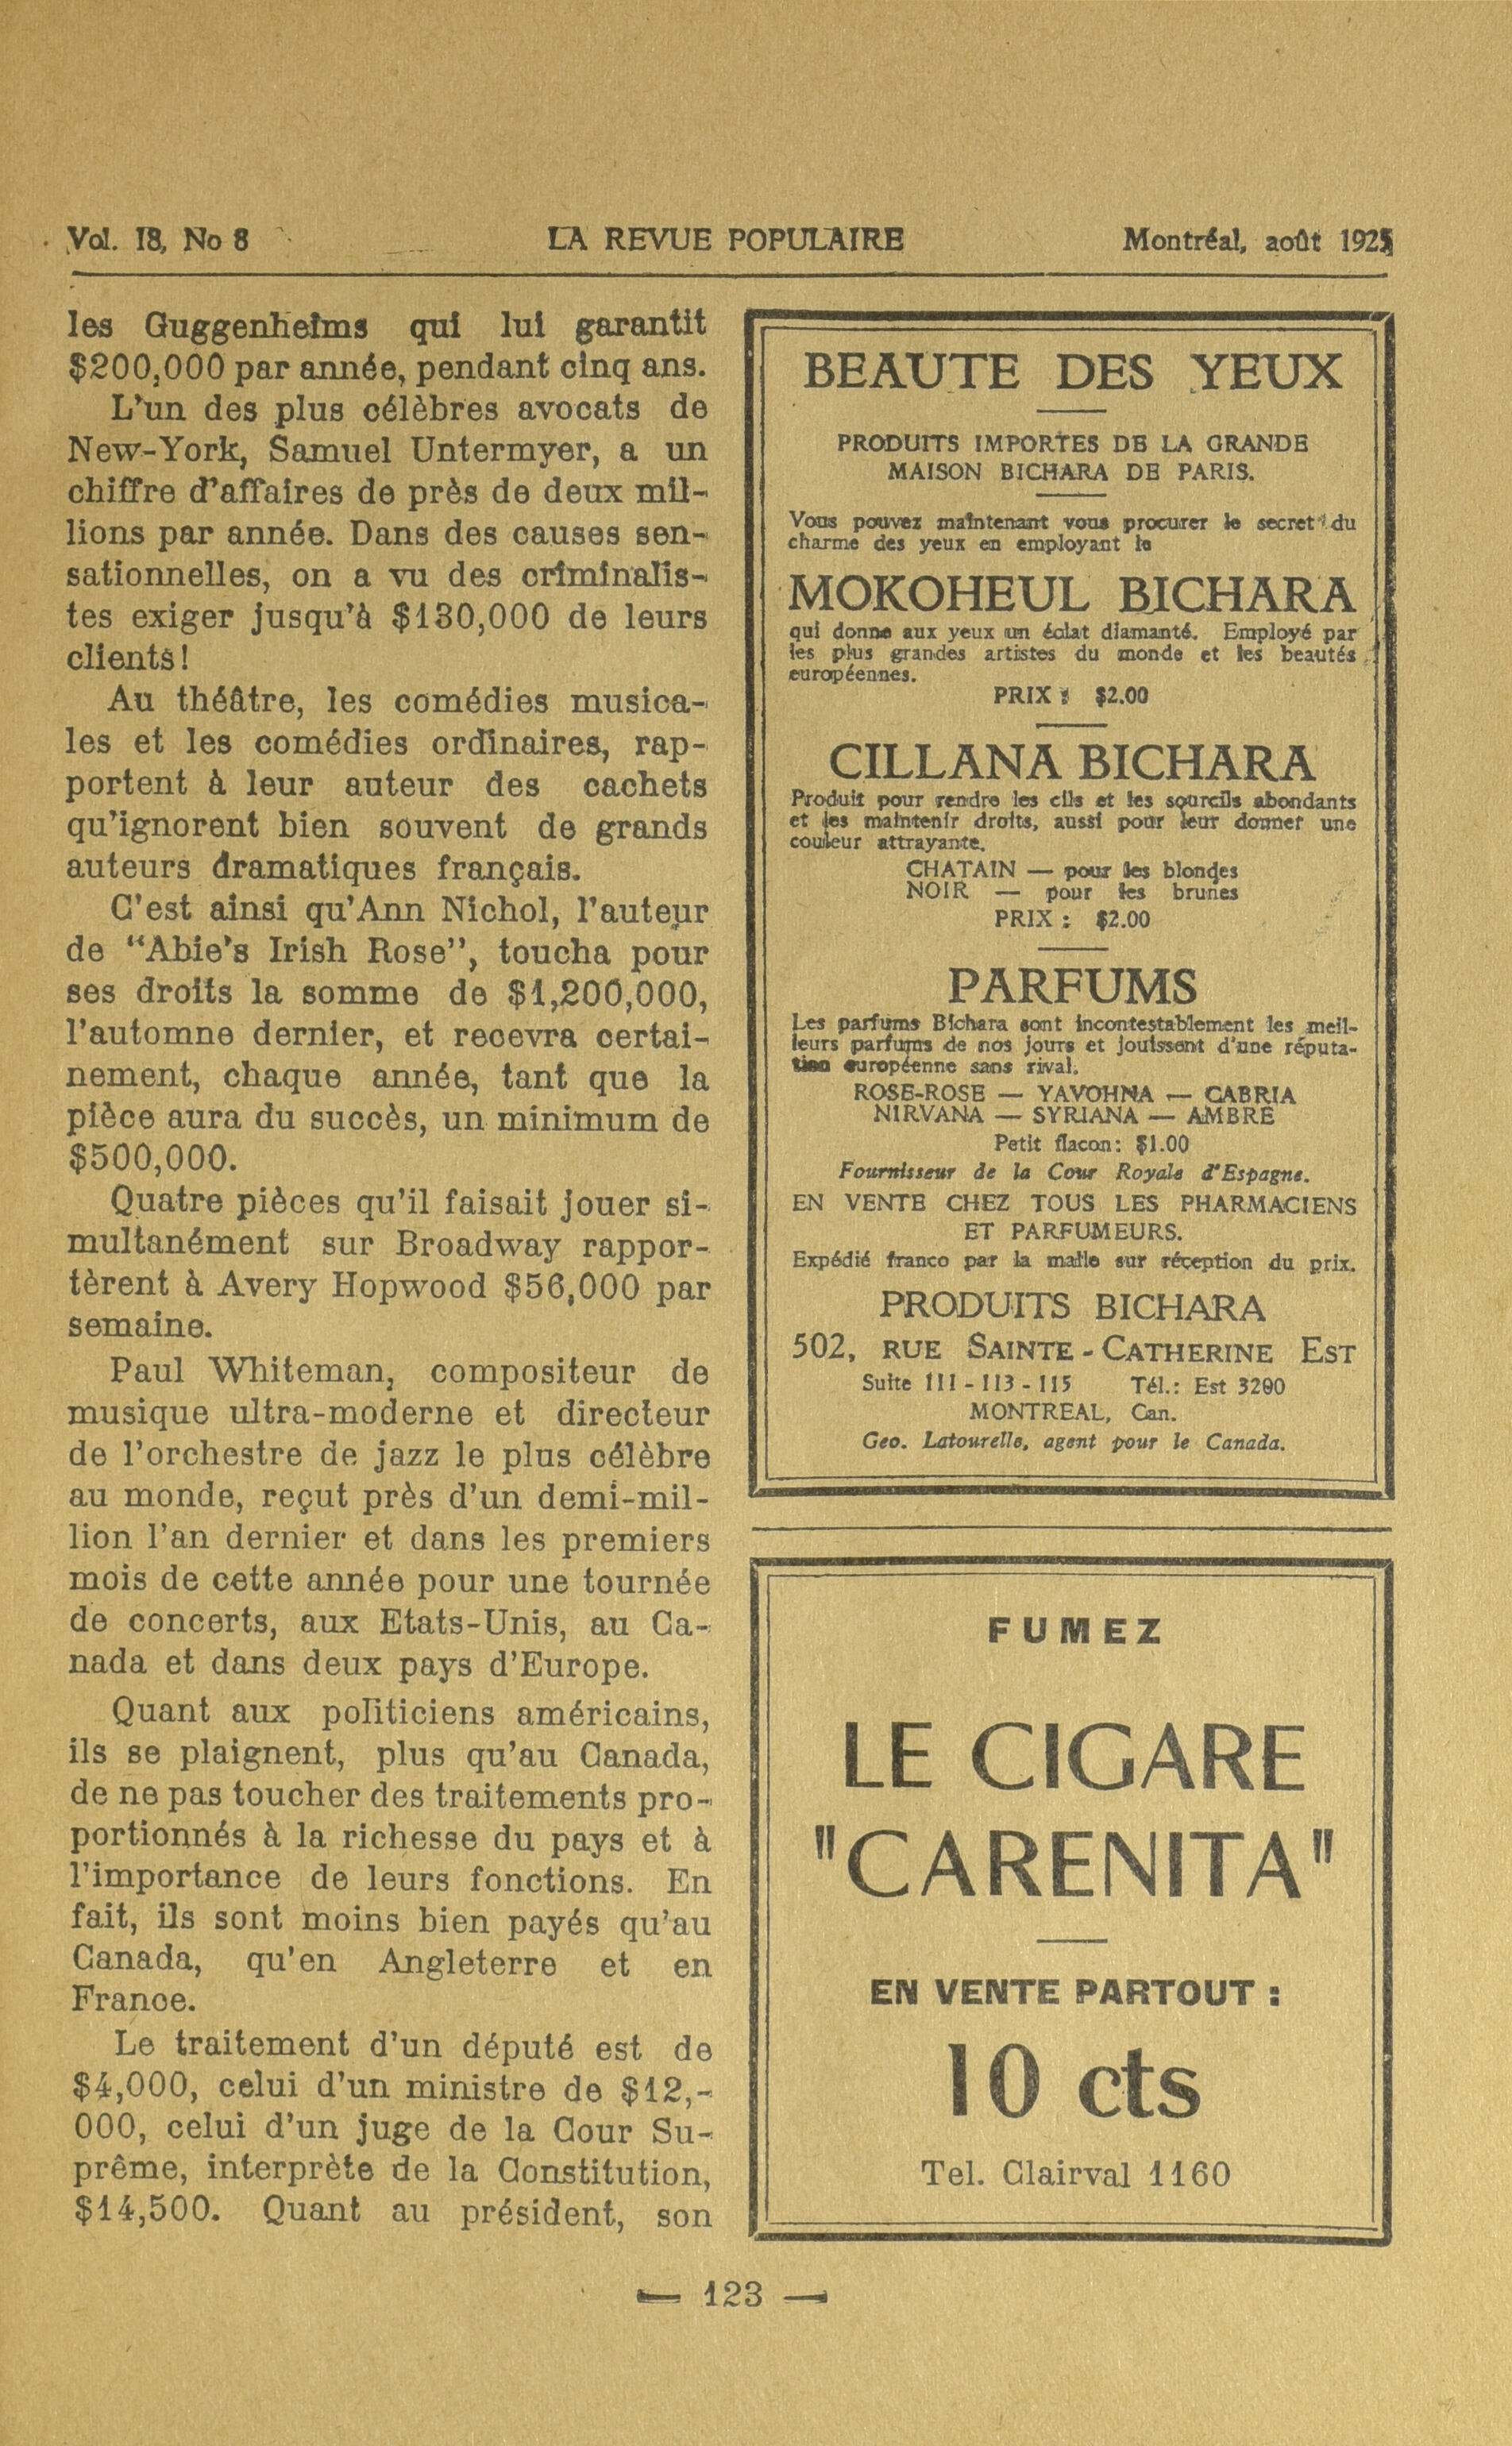 Vol. 18, No 8 LA REVUE POPULAIRE Montréal, août 1925
les Guggenheims qui lui garantit
$200,000 par année, pendant cinq ans.
L'un des plus célèbres avocats de
New-York, Samuel Untermyer, a un
chiffre d'affaires de près de deux mil-
lions par année. Dans des causes sen-
sationnelles, on a vu des criminalis-
tes exiger jusqu'à $130,000 de leurs
clients!
Au théâtre, les comédies musica-
les et les comédies ordinaires, rap-
portent à leur auteur des cachets
qu'ignorent bien souvent de grands
auteurs dramatiques français.
C'est ainsi qu'Ann Nichol, l'auteur
de "Abie's Irish Rose", toucha pour
ses droits la somme de $1,200,000,
l'automne dernier, et recevra certai-
nement, chaque année, tant que la
pièce aura du succès, un minimum de
$500,000.
Quatre pièces qu'il faisait jouer si-
multanément sur Broadway rappor-
tèrent à Avery Hopwood $56,000 par
semaine.
Paul Whiteman, compositeur de
musique ultra-moderne et directeur
de l'orchestre de jazz le plus célèbre
au monde, reçut près d'un demi-mil-
lion l'an dernier et dans les premiers
mois de cette année pour une tournée
de concerts, aux Etats-Unis, au Ca-
nada et dans deux pays d'Europe.
Quant aux politiciens américains,
ils se plaignent, plus qu'au Canada,
de ne pas toucher des traitements pro-
portionnés à la richesse du pays et à
l'importance de leurs fonctions. En
fait, ils sont moins bien payés qu'au
Canada, qu'en Angleterre et en
France.
Le traitement d'un député est de
$4,000, celui d'un ministre de $12,-
000, celui d'un juge de la Cour Su-
prême, interprète de la Constitution,
$14,500. Quant au président, son
BEAUTE DES YEUX
PRODUITS IMPORTES DE LA GRANDE
MAISON BICHARA DE PARIS.
Vous pouvez maintenant vous procurer le secret du
charme des yeux en employant le
MOKOHEUL BICHARA
qui donne aux yeux un éclat diamanté. Employé par
les plus grandes artistes du monde et les beautés
européennes.
PRIX : $2.00
CILLANA BICHARA
Produit pour rendre les cils et les sourcils abondants
et les maintenir droits, aussi pour leur donner une
couleur attrayante.
CHATAIN — pour les blondes
NOIR — pour les brunes
PRIX : $2.00
PARFUMS
Les parfums Bichara sont incontestablement les meil-
leurs parfums de nos jours et jouissent d'une réputa-
tion européenne sans rival.
ROSE-ROSE — YAVOHNA — CABRIA
NIRVANA — SYRIANA — AMBRE
Petit flacon: $1.00
Fournisseur de la Cour Royale d'Espagne.
EN VENTE CHEZ TOUS LES PHARMACIENS
ET PARFUMEURS.
Expédié franco par la malle sur réception du prix.
PRODUITS BICHARA
502, RUE SAINTE-CATHERINE EST
Suite 111 - 113 - 115 Tél.: Est 3200
MONTREAL, Can.
Geo. Latourelle, agent pour le Canada.
FUMEZ
LE CIGARE
"CARENITA"
EN VENTE PARTOUT :
10 cts
Tel. Clairval 1160
— 123 —